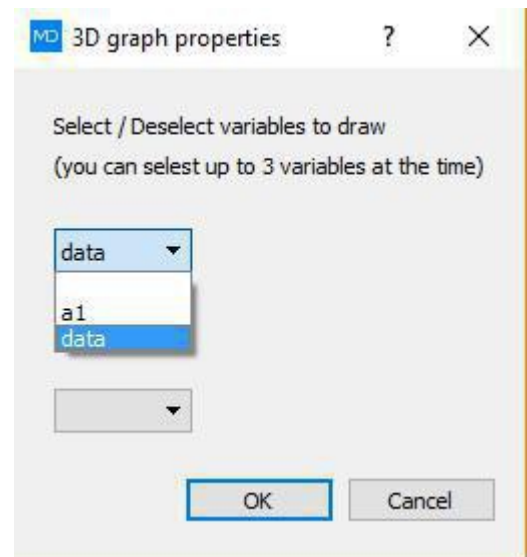 MD 3D graph properties ? ×
Select / Deselect variables to draw
(you can selest up to 3 variables at the time)
data
a1
data
OK Cancel